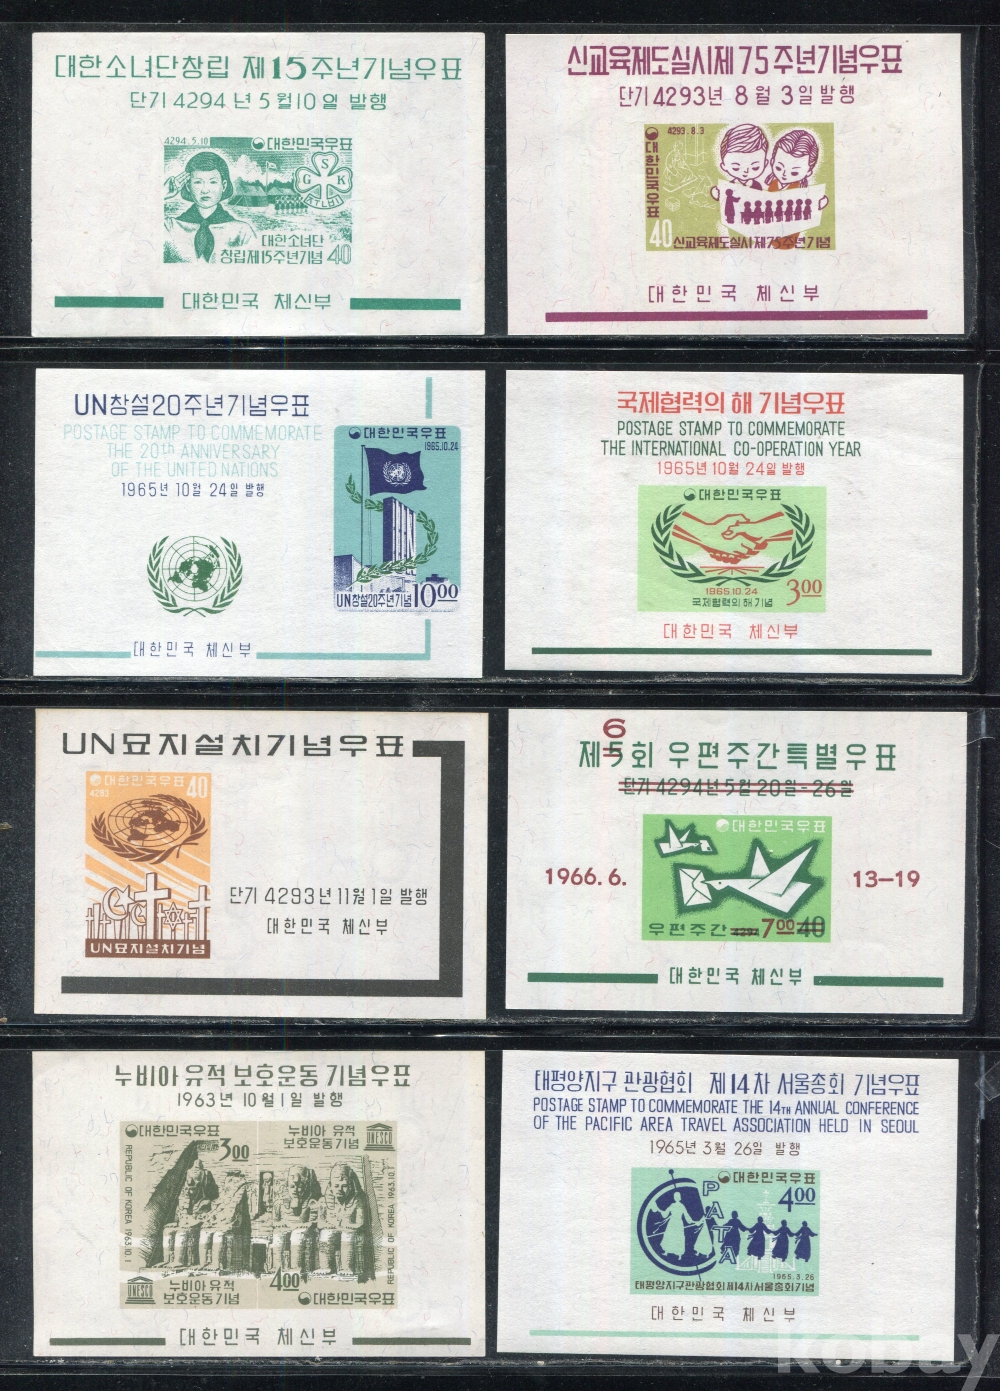 대한소녀단창립 제15주년기념우표
단기 4294 년 5 월 10 일 발행
4294.5.10 대한민국우표
S
G K
대한소녀단
창립제15주년기념 40
대한민국 체신부
신교육제도실시제75주년기념우표
단기 4293년 8 월 3 일 발행
4293.8.3
대한민국우표
40 신교육제도실시제75주년기념
대한민국 체신부
UN창설20주년기념우표
POSTAGE STAMP TO COMMEMORATE
THE 20th ANNIVERSARY
OF THE UNITED NATIONS
1965년 10월 24일 발행
대한민국우표
1965.10.24
UN창설20주년기념 10.00
대한민국 체신부
국제협력의 해 기념우표
POSTAGE STAMP TO COMMEMORATE
THE INTERNATIONAL CO-OPERATION YEAR
1965년 10월 24일 발행
대한민국우표
1965.10.24
국제협력의 해 기념 3.00
대한민국 체신부
UN묘지설치기념우표
대한민국우표 40
4293
UN묘지설치기념
단기 4293년 11월 1일 발행
대한민국 체신부
6
제5회 우편주간특별우표
단기 4294년 5월 20일-26일
대한민국우표
1966. 6. 13-19
우편주간 4294 7.00 40
대한민국 체신부
누비아 유적 보호운동 기념우표
1963년 10월 1일 발행
대한민국우표 3.00
누비아 유적
보호운동기념
UNESCO
REPUBLIC OF KOREA 1963.10.1
REPUBLIC OF KOREA 1963.10.1
UNESCO
누비아 유적
보호운동기념
4.00 대한민국우표
대한민국 체신부
태평양지구 관광협회 제14차 서울총회 기념우표
POSTAGE STAMP TO COMMEMORATE THE 14TH ANNUAL CONFERENCE
OF THE PACIFIC AREA TRAVEL ASSOCIATION HELD IN SEOUL
1965년 3월 26일 발행
대한민국우표
4.00
PATA
1965.3.26
태평양지구관광협회제14차서울총회기념
대한민국 체신부
kobay